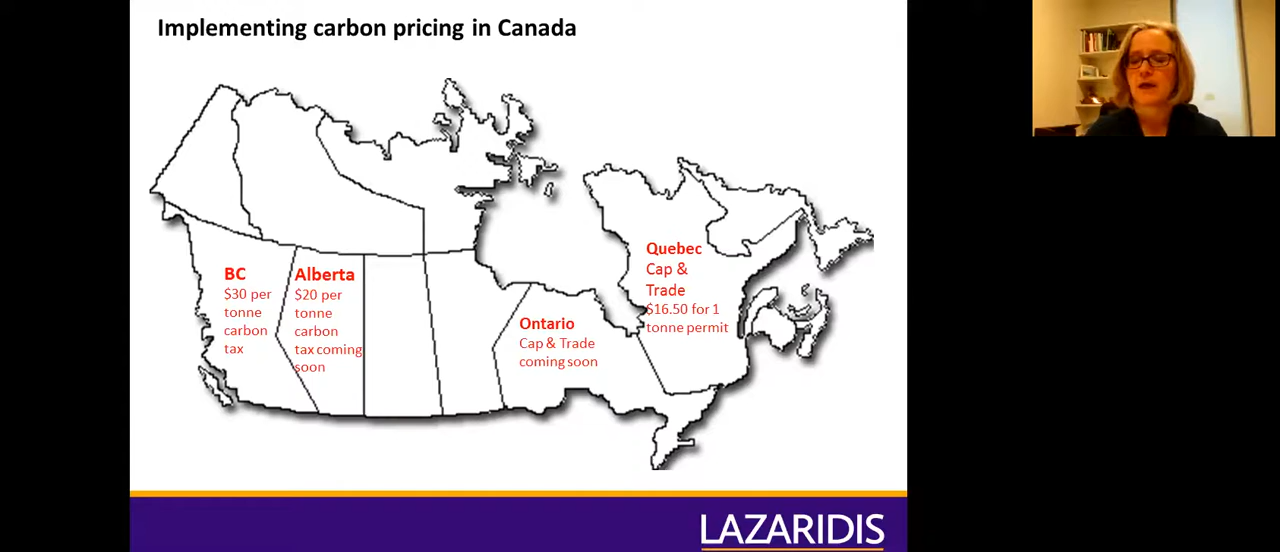 Implementing carbon pricing in Canada
BC
$30 per
tonne
carbon
tax
Alberta
$20 per
tonne
carbon
tax coming
soon
Ontario
Cap & Trade
coming soon
Quebec
Cap &
Trade
$16.50 for 1
tonne permit
LAZARIDIS